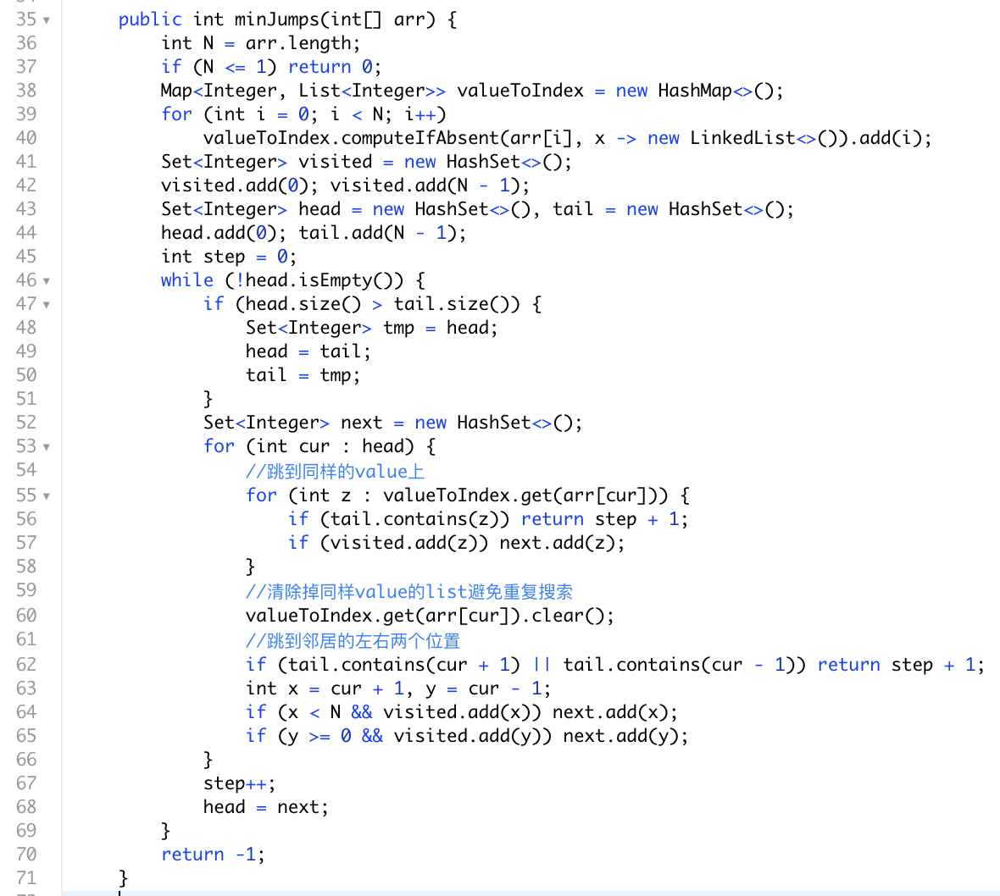 35 public int minJumps(int[] arr) {
36 int N = arr.length;
37 if (N <= 1) return 0;
38 Map<Integer, List<Integer>> valueToIndex = new HashMap<>();
39 for (int i = 0; i < N; i++)
40 valueToIndex.computeIfAbsent(arr[i], x -> new LinkedList<>()).add(i);
41 Set<Integer> visited = new HashSet<>();
42 visited.add(0); visited.add(N - 1);
43 Set<Integer> head = new HashSet<>(), tail = new HashSet<>();
44 head.add(0); tail.add(N - 1);
45 int step = 0;
46 while (!head.isEmpty()) {
47 if (head.size() > tail.size()) {
48 Set<Integer> tmp = head;
49 head = tail;
50 tail = tmp;
51 }
52 Set<Integer> next = new HashSet<>();
53 for (int cur : head) {
54 //跳到同样的value上
55 for (int z : valueToIndex.get(arr[cur])) {
56 if (tail.contains(z)) return step + 1;
57 if (visited.add(z)) next.add(z);
58 }
59 //清除掉同样value的list避免重复搜索
60 valueToIndex.get(arr[cur]).clear();
61 //跳到邻居的左右两个位置
62 if (tail.contains(cur + 1) || tail.contains(cur - 1)) return step + 1;
63 int x = cur + 1, y = cur - 1;
64 if (x < N && visited.add(x)) next.add(x);
65 if (y >= 0 && visited.add(y)) next.add(y);
66 }
67 step++;
68 head = next;
69 }
70 return -1;
71 }